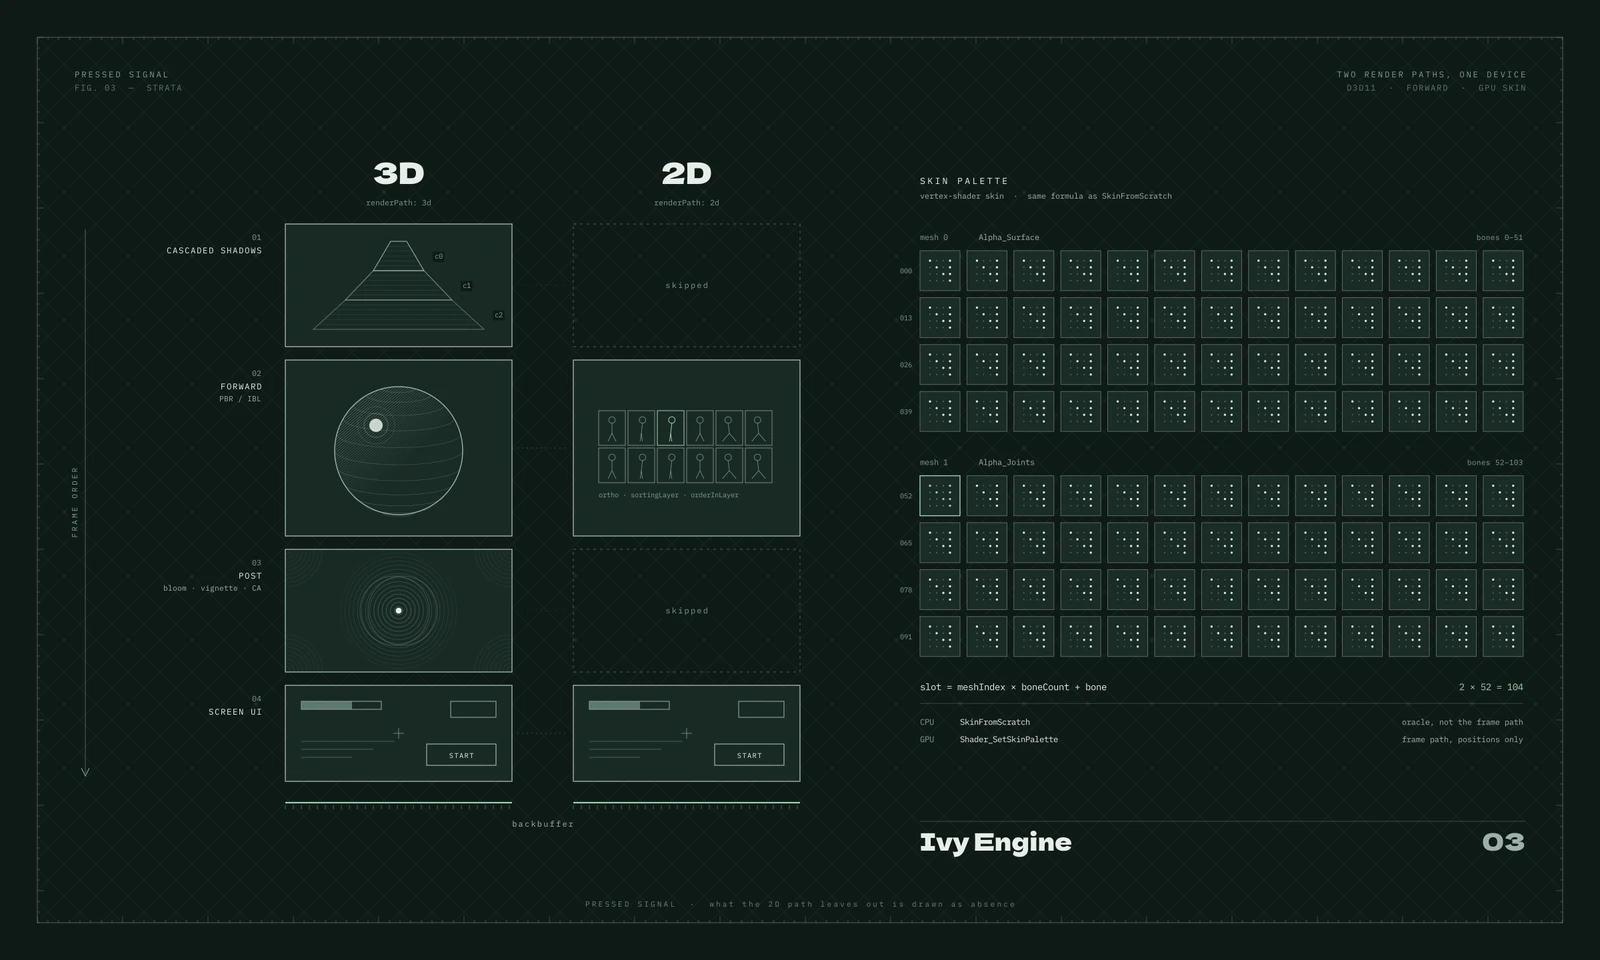 PRESSED SIGNAL
FIG. 03 — STRATA
TWO RENDER PATHS, ONE DEVICE
D3D11 · FORWARD · GPU SKIN
3D
renderPath: 3d
2D
renderPath: 2d
FRAME ORDER
01
CASCADED SHADOWS
c0
c1
c2
skipped
02
FORWARD
PBR / IBL
ortho · sortingLayer · orderInLayer
03
POST
bloom · vignette · CA
skipped
04
SCREEN UI
START
START
backbuffer
SKIN PALETTE
vertex-shader skin · same formula as SkinFromScratch
mesh 0 Alpha_Surface bones 0–51
000
013
026
039
mesh 1 Alpha_Joints bones 52–103
052
065
078
091
slot = meshIndex × boneCount + bone 2 × 52 = 104
CPU SkinFromScratch oracle, not the frame path
GPU Shader_SetSkinPalette frame path, positions only
Ivy Engine 03
PRESSED SIGNAL · what the 2D path leaves out is drawn as absence